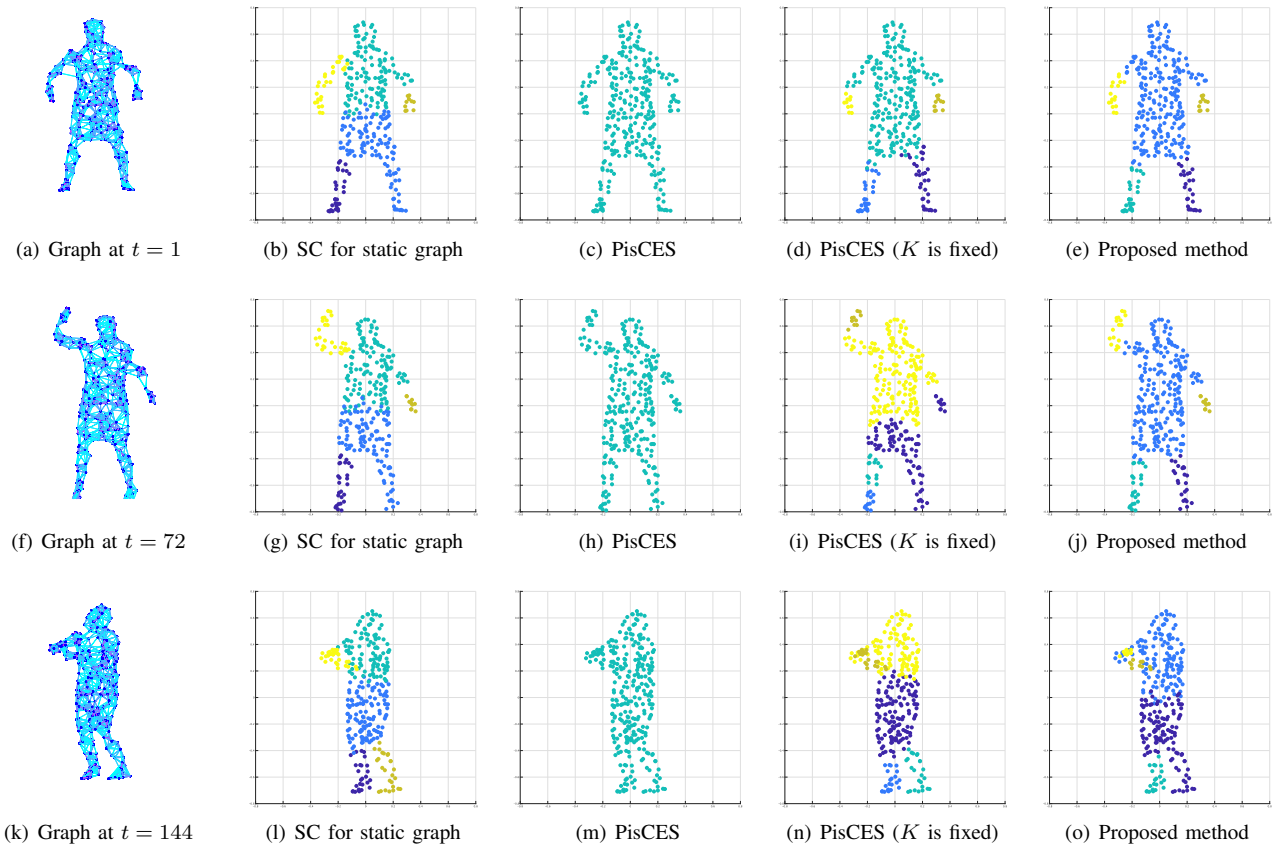 (a) Graph at t = 1
(b) SC for static graph
(c) PisCES
(d) PisCES (K is fixed)
(e) Proposed method
(f) Graph at t = 72
(g) SC for static graph
(h) PisCES
(i) PisCES (K is fixed)
(j) Proposed method
(k) Graph at t = 144
(l) SC for static graph
(m) PisCES
(n) PisCES (K is fixed)
(o) Proposed method